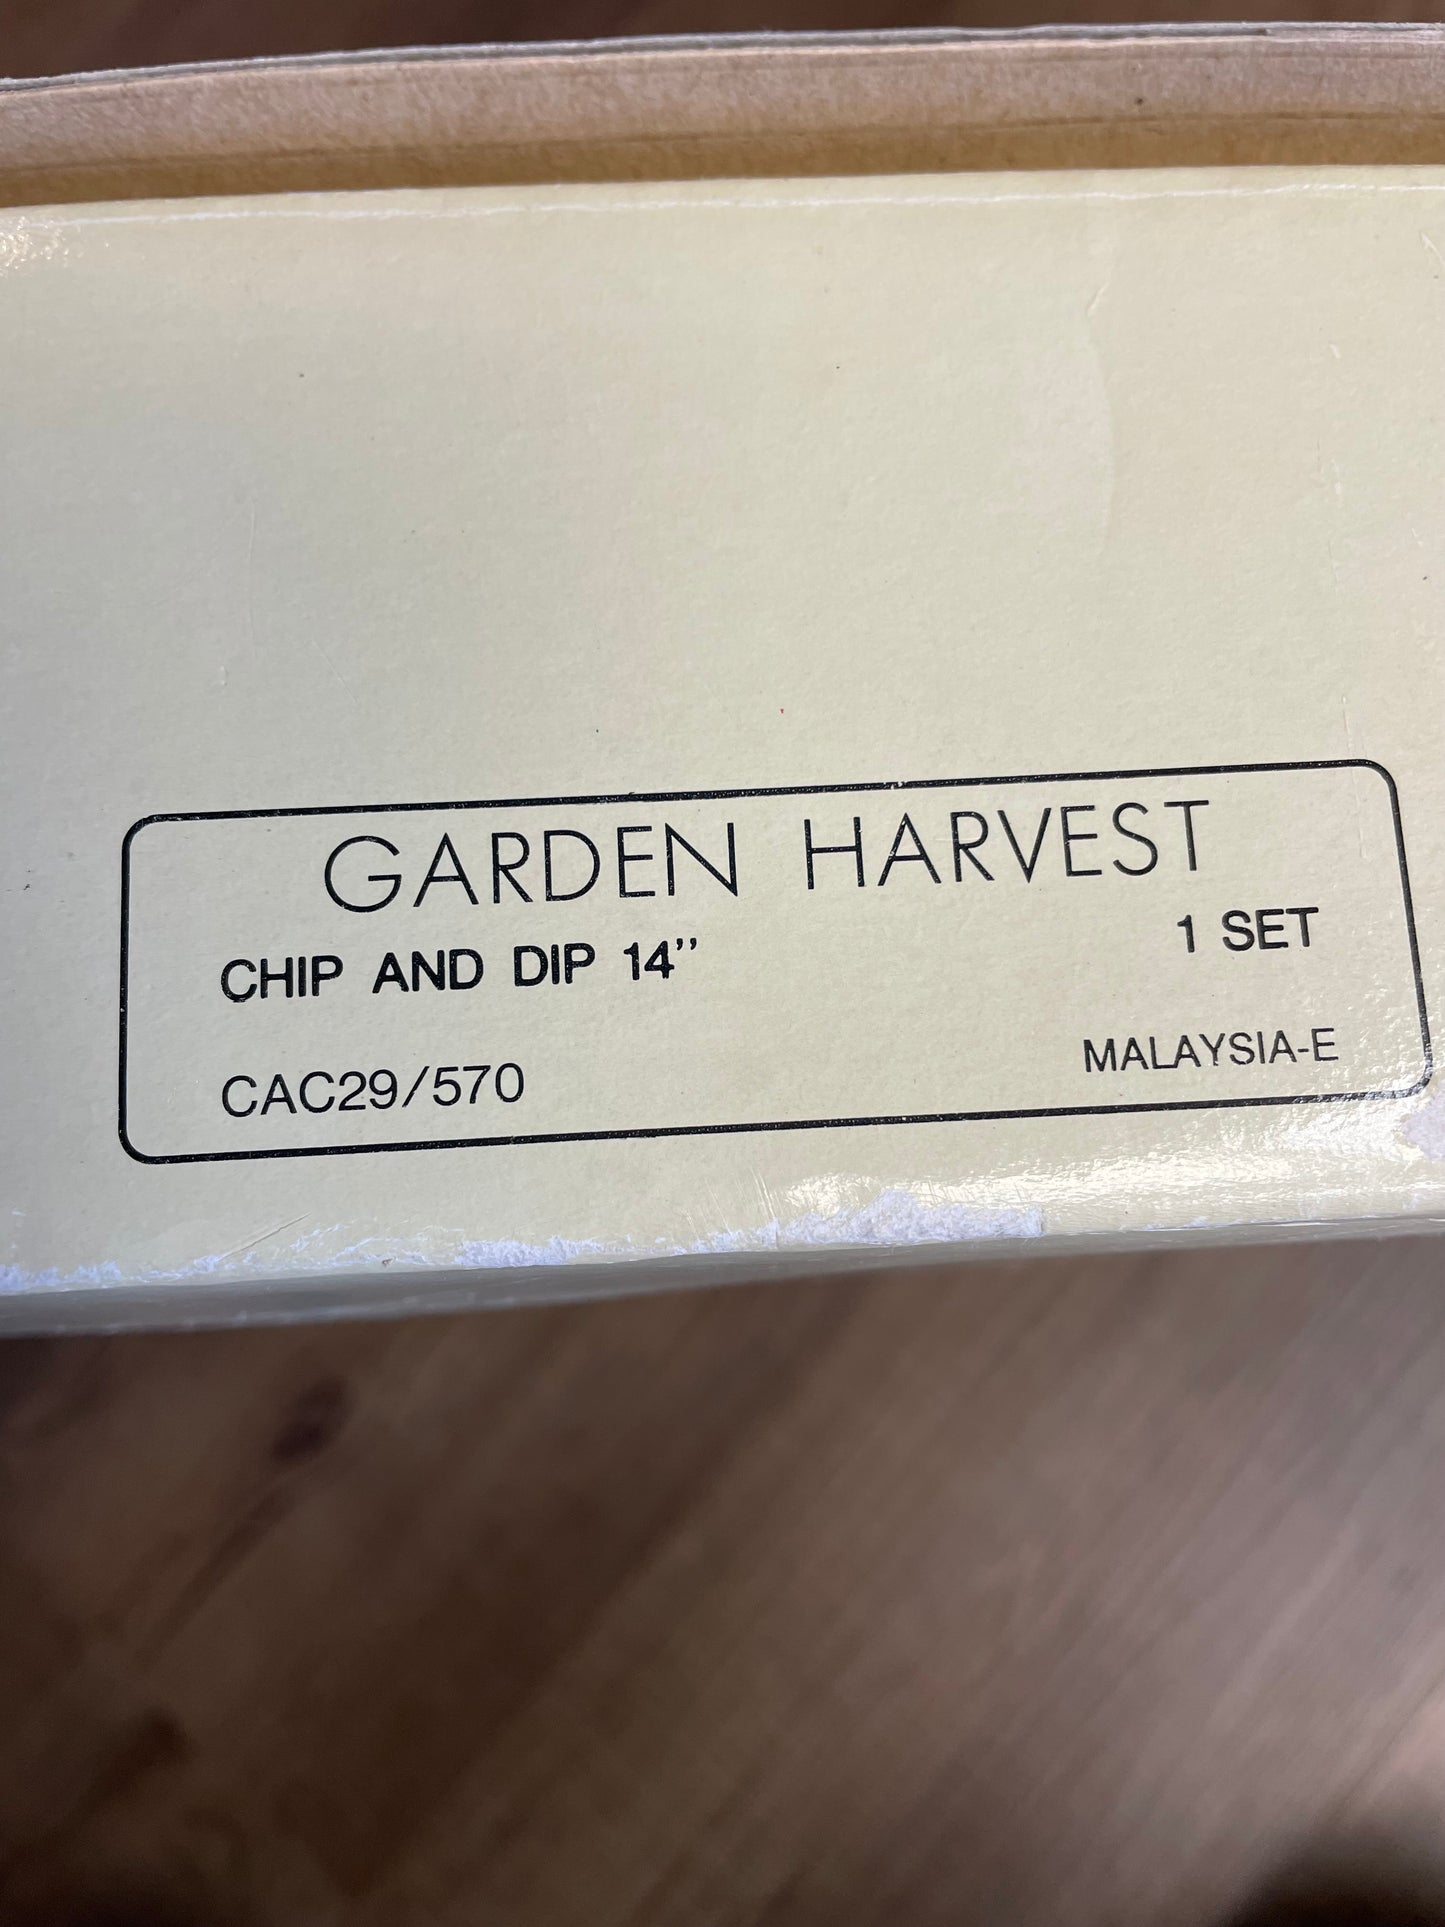 GARDEN HARVEST
CHIP AND DIP 14" 1 SET
CAC29/570 MALAYSIA-E